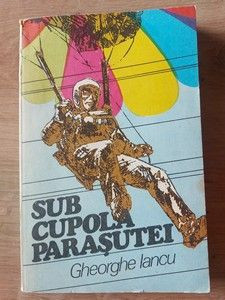 SUB
CUPOLA
PARAȘUTEI
Gheorghe Iancu